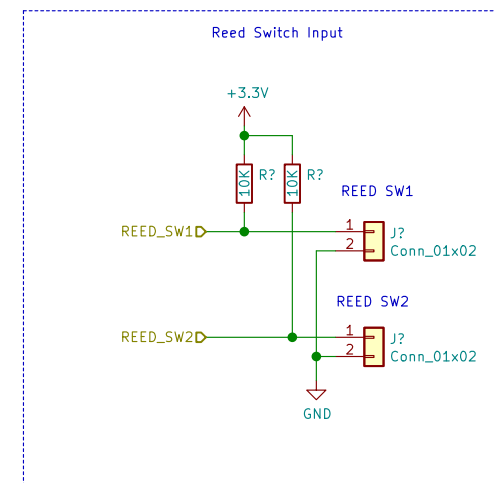 Reed Switch Input
+3.3V
10K R? 10K R?
REED SW1
REED_SW1 1 J?
2 Conn_01x02
REED SW2
REED_SW2 1 J?
2 Conn_01x02
GND